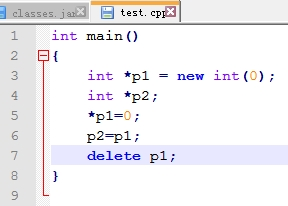 classes.jav test.cpp
1 int main()
2 {
3 int *p1 = new int(0);
4 int *p2;
5 *p1=0;
6 p2=p1;
7 delete p1;
8 }
9